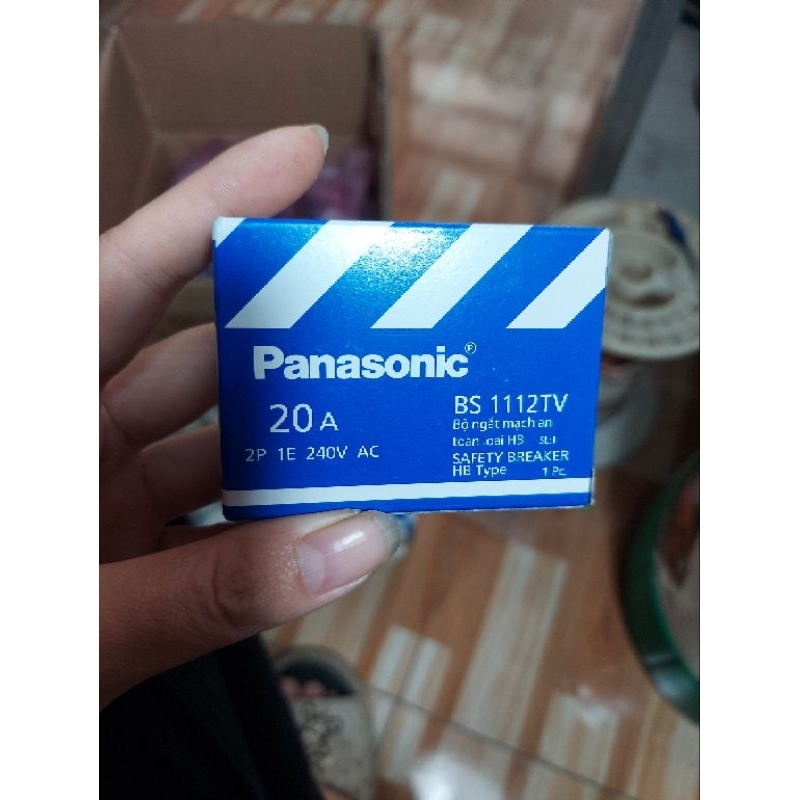 Panasonic®
20 A
2P 1E 240V AC
BS 1112TV
Bộ ngắt mạch an
toàn loại HB
SAFETY BREAKER
HB Type 1 Pc.